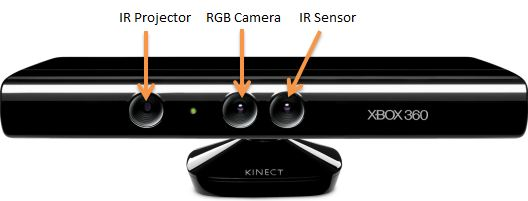 IR Projector RGB Camera IR Sensor
XBOX 360
KINECT